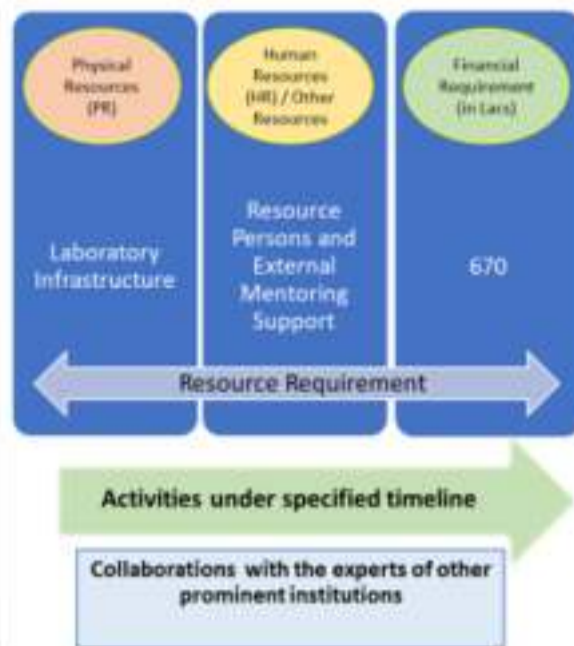 Physical
Resources
(PR)
Human
Resources
(HR) / Other
Resources
Financial
Requirement
(in Lacs)
Laboratory
Infrastructure
Resource
Persons and
External
Mentoring
Support
670
Resource Requirement
Activities under specified timeline
Collaborations with the experts of other
prominent institutions